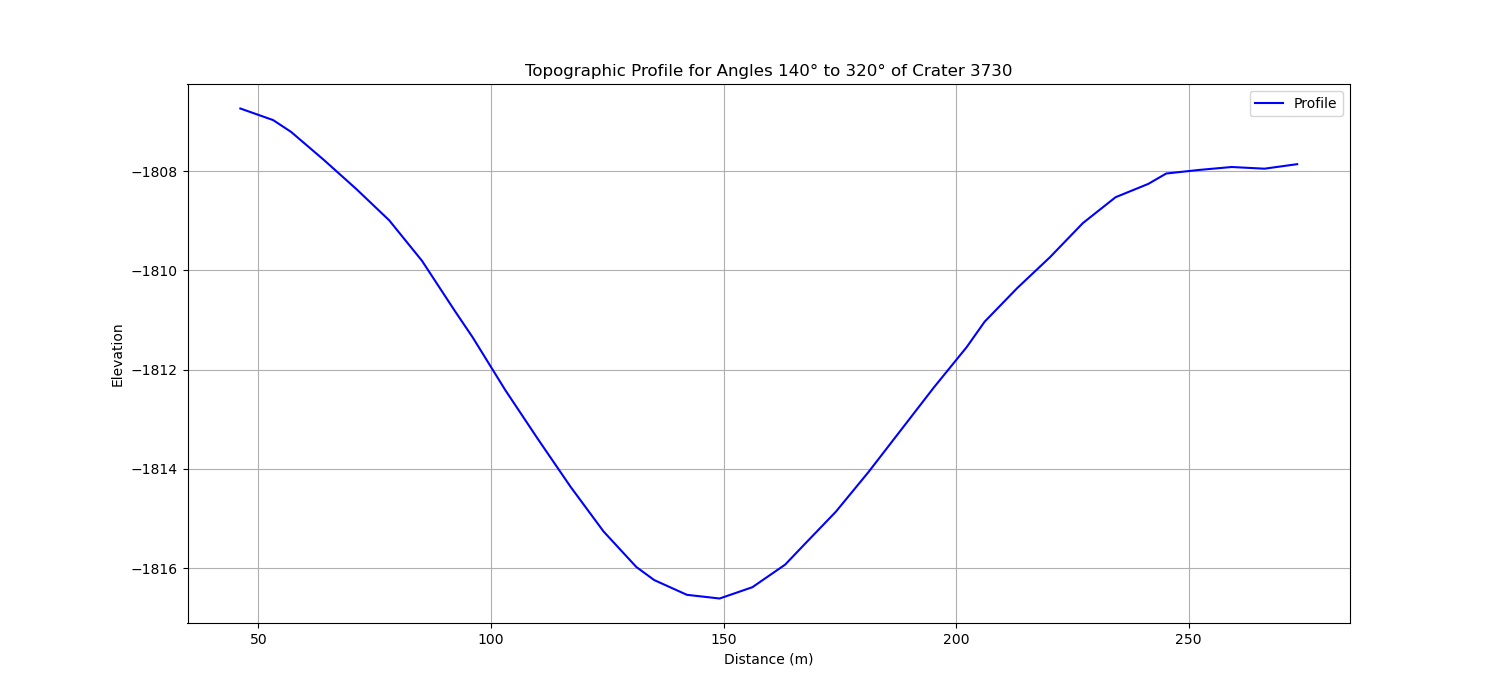 Topographic Profile for Angles 140° to 320° of Crater 3730
Profile
−1808
−1810
−1812
−1814
−1816
Elevation
50 100 150 200 250
Distance (m)